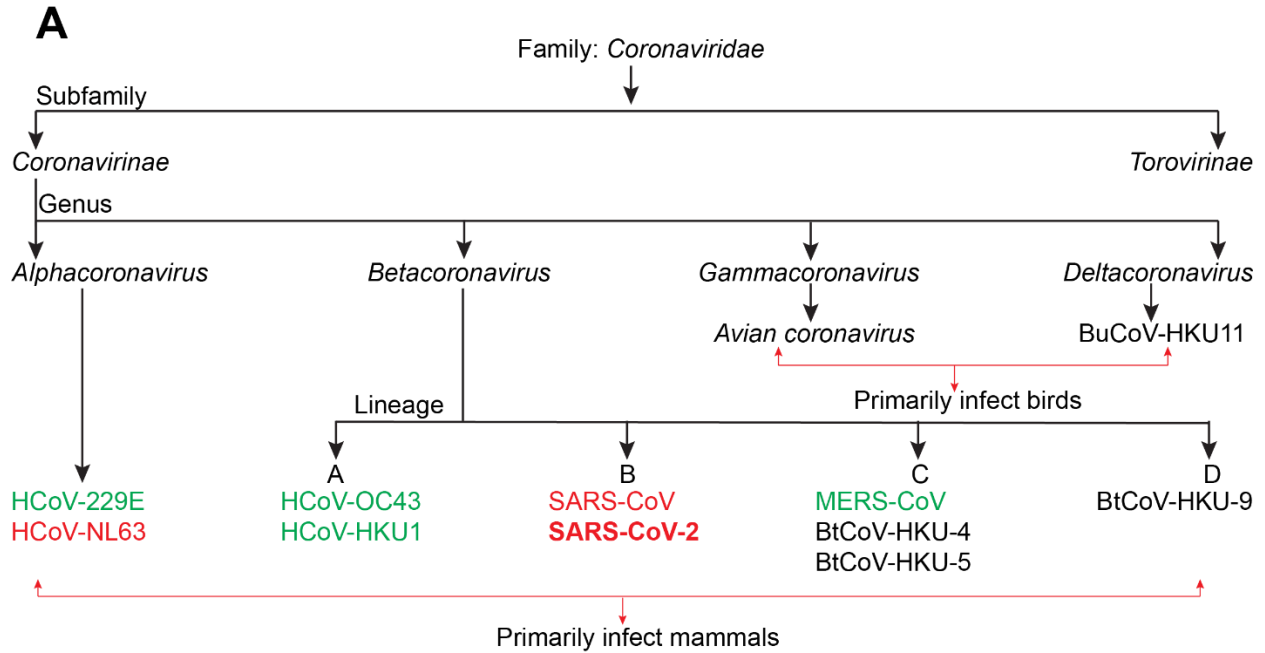 A
Family: Coronaviridae
Subfamily
Coronavirinae
Torovirinae
Genus
Alphacoronavirus
Betacoronavirus
Gammacoronavirus
Deltacoronavirus
Avian coronavirus
BuCoV-HKU11
Primarily infect birds
Lineage
A
B
C
D
HCoV-229E
HCoV-NL63
HCoV-OC43
HCoV-HKU1
SARS-CoV
SARS-CoV-2
MERS-CoV
BtCoV-HKU-4
BtCoV-HKU-5
BtCoV-HKU-9
Primarily infect mammals